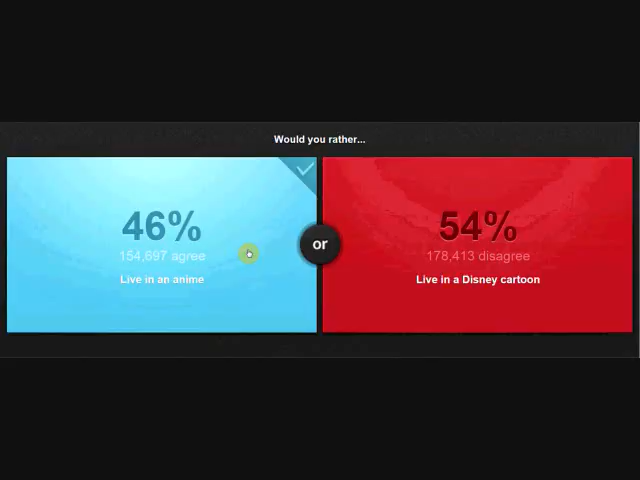 Would you rather...
46%
154,697 agree
Live in an anime
or
54%
178,413 disagree
Live in a Disney cartoon